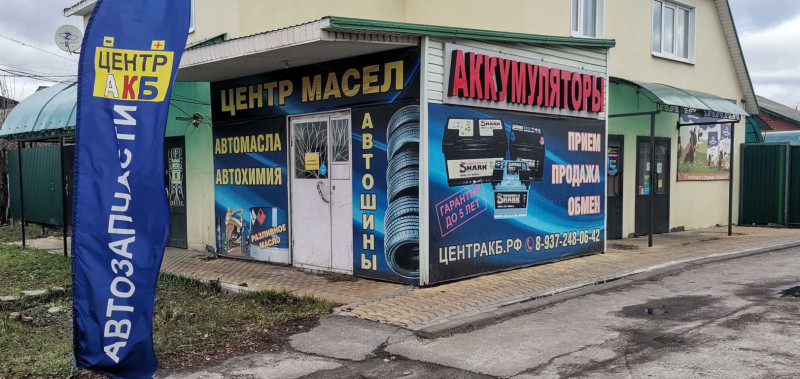 ЦЕНТР
АКБ
АВТОЗАПЧАСТИ
ЦЕНТР МАСЕЛ
АВТОМАСЛА
АВТОХИМИЯ
РАЗЛИВНОЕ
МАСЛО
АВТОШИНЫ
АККУМУЛЯТОРЫ
SHARK
SHARK
ПРИЕМ
ПРОДАЖА
ОБМЕН
ГАРАНТИЯ
ДО 5 ЛЕТ
ЦЕНТРАКБ.РФ 8-937-248-06-42